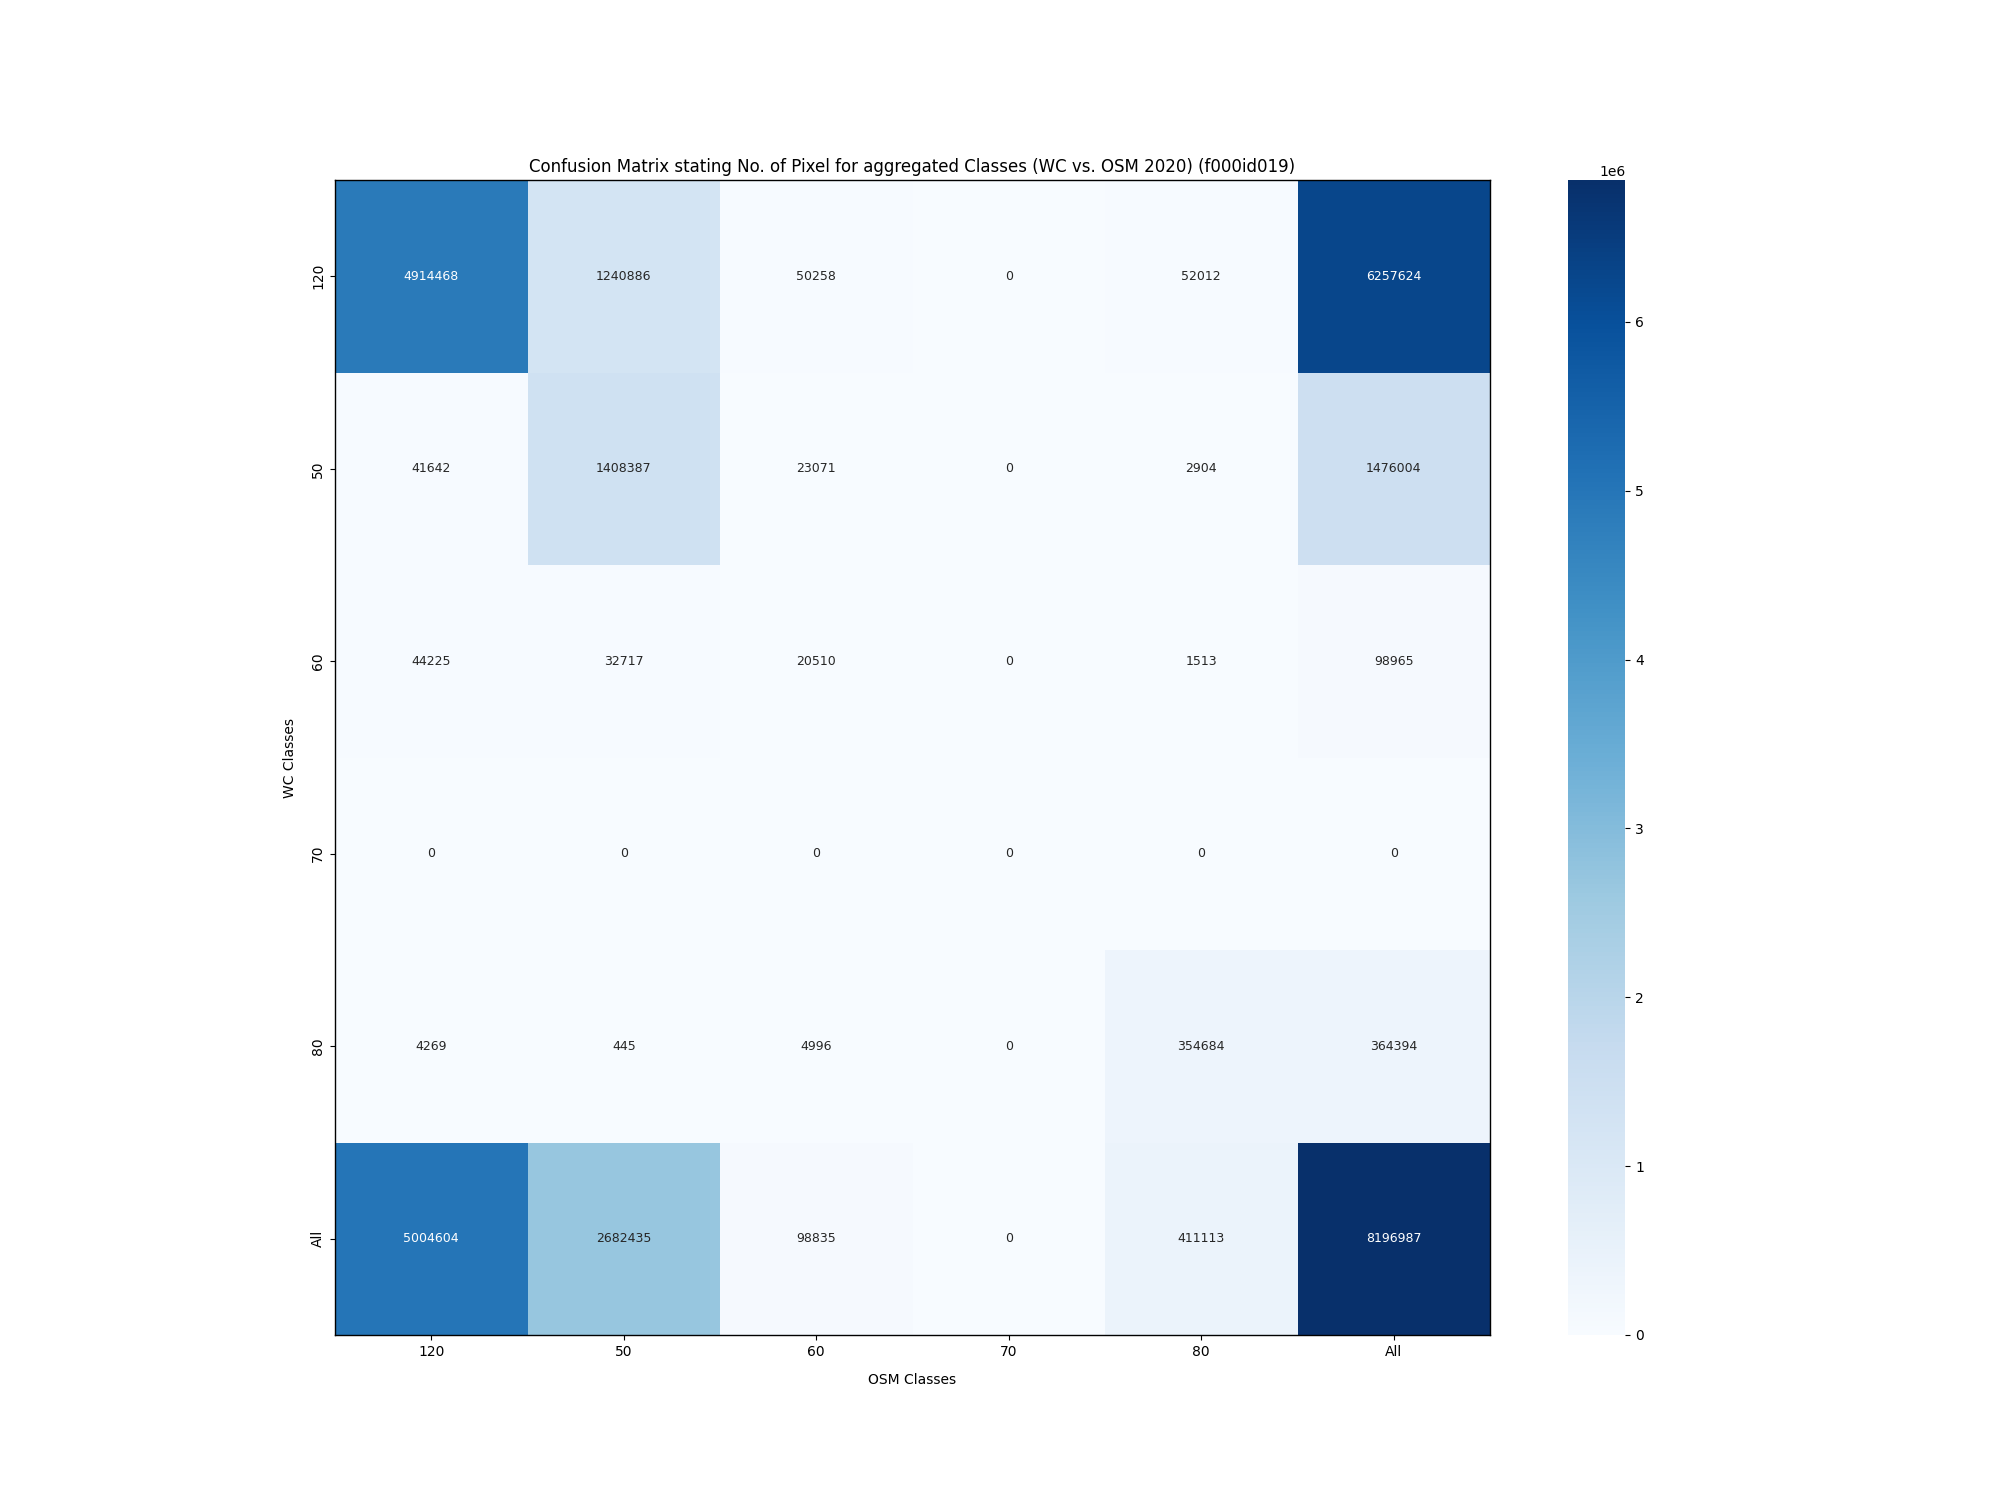 Confusion Matrix stating No. of Pixel for aggregated Classes (WC vs. OSM 2020) (f000id019)
1e6
120 4914468 1240886 50258 0 52012 6257624
50 41642 1408387 23071 0 2904 1476004
60 44225 32717 20510 0 1513 98965
70 0 0 0 0 0 0
80 4269 445 4996 0 354684 364394
All 5004604 2682435 98835 0 411113 8196987
120 50 60 70 80 All
WC Classes
OSM Classes
6
5
4
3
2
1
0